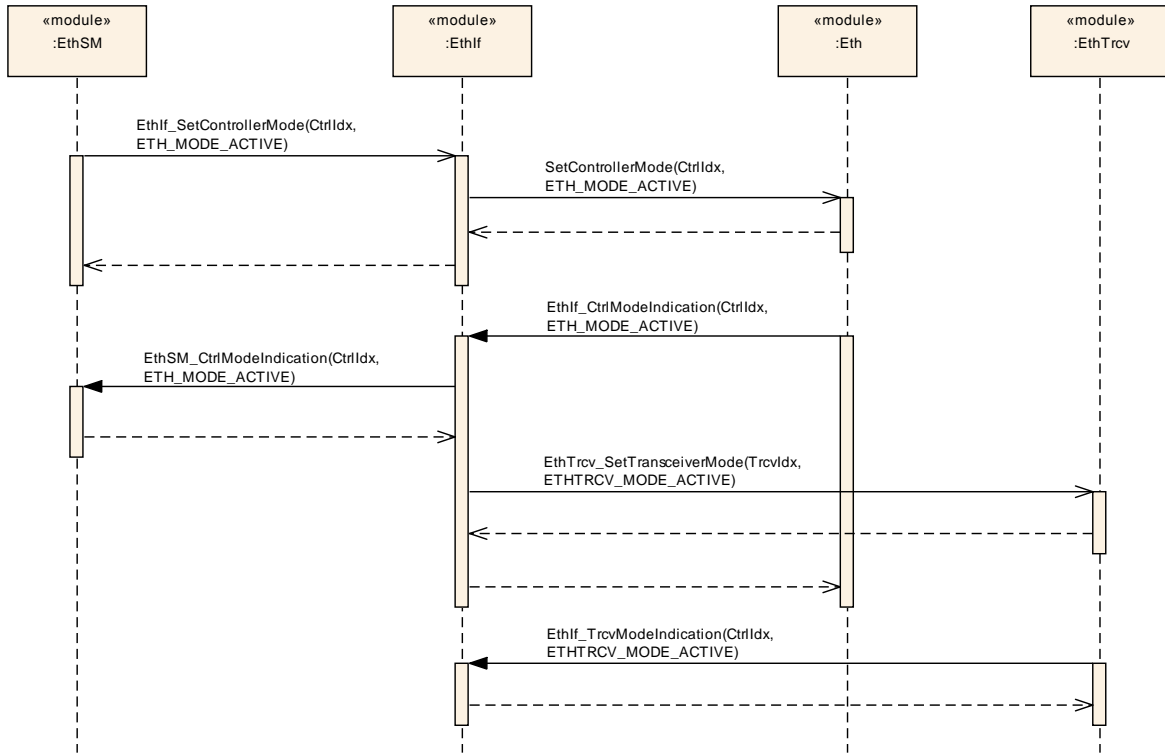 «module»
:EthSM
«module»
:EthIf
«module»
:Eth
«module»
:EthTrcv
EthIf_SetControllerMode(CtrlIdx,
ETH_MODE_ACTIVE)
SetControllerMode(CtrlIdx,
ETH_MODE_ACTIVE)
EthIf_CtrlModeIndication(CtrlIdx,
ETH_MODE_ACTIVE)
EthSM_CtrlModeIndication(CtrlIdx,
ETH_MODE_ACTIVE)
EthTrcv_SetTransceiverMode(TrcvIdx,
ETHTRCV_MODE_ACTIVE)
EthIf_TrcvModeIndication(CtrlIdx,
ETHTRCV_MODE_ACTIVE)